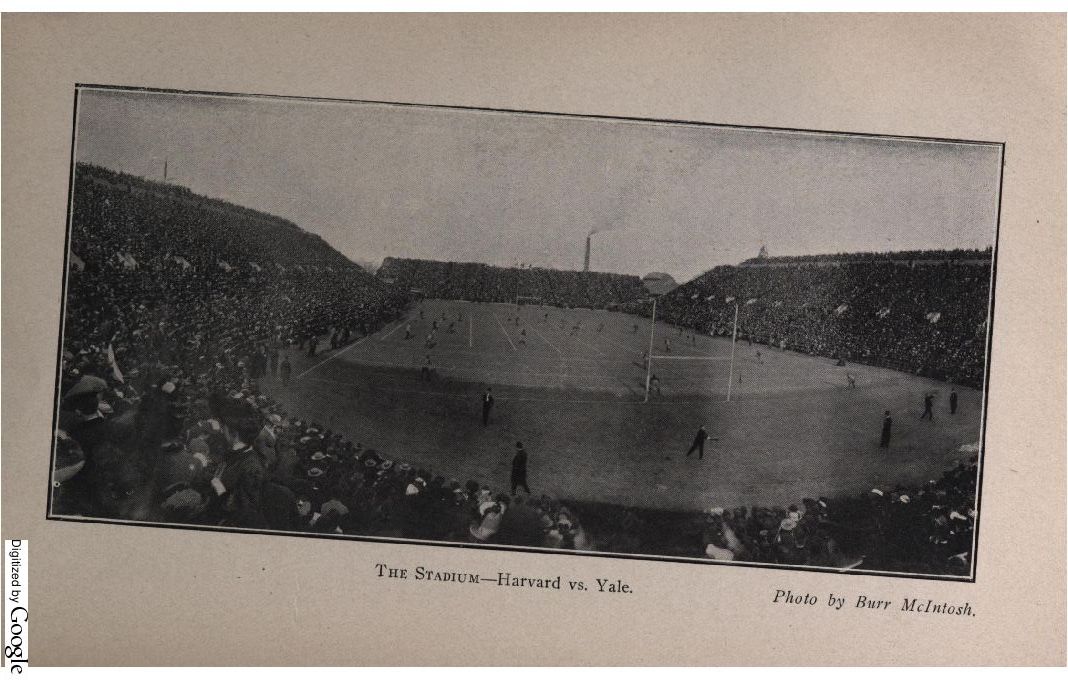 THE STADIUM—Harvard vs. Yale.
Photo by Burr McIntosh.
Digitized by Google